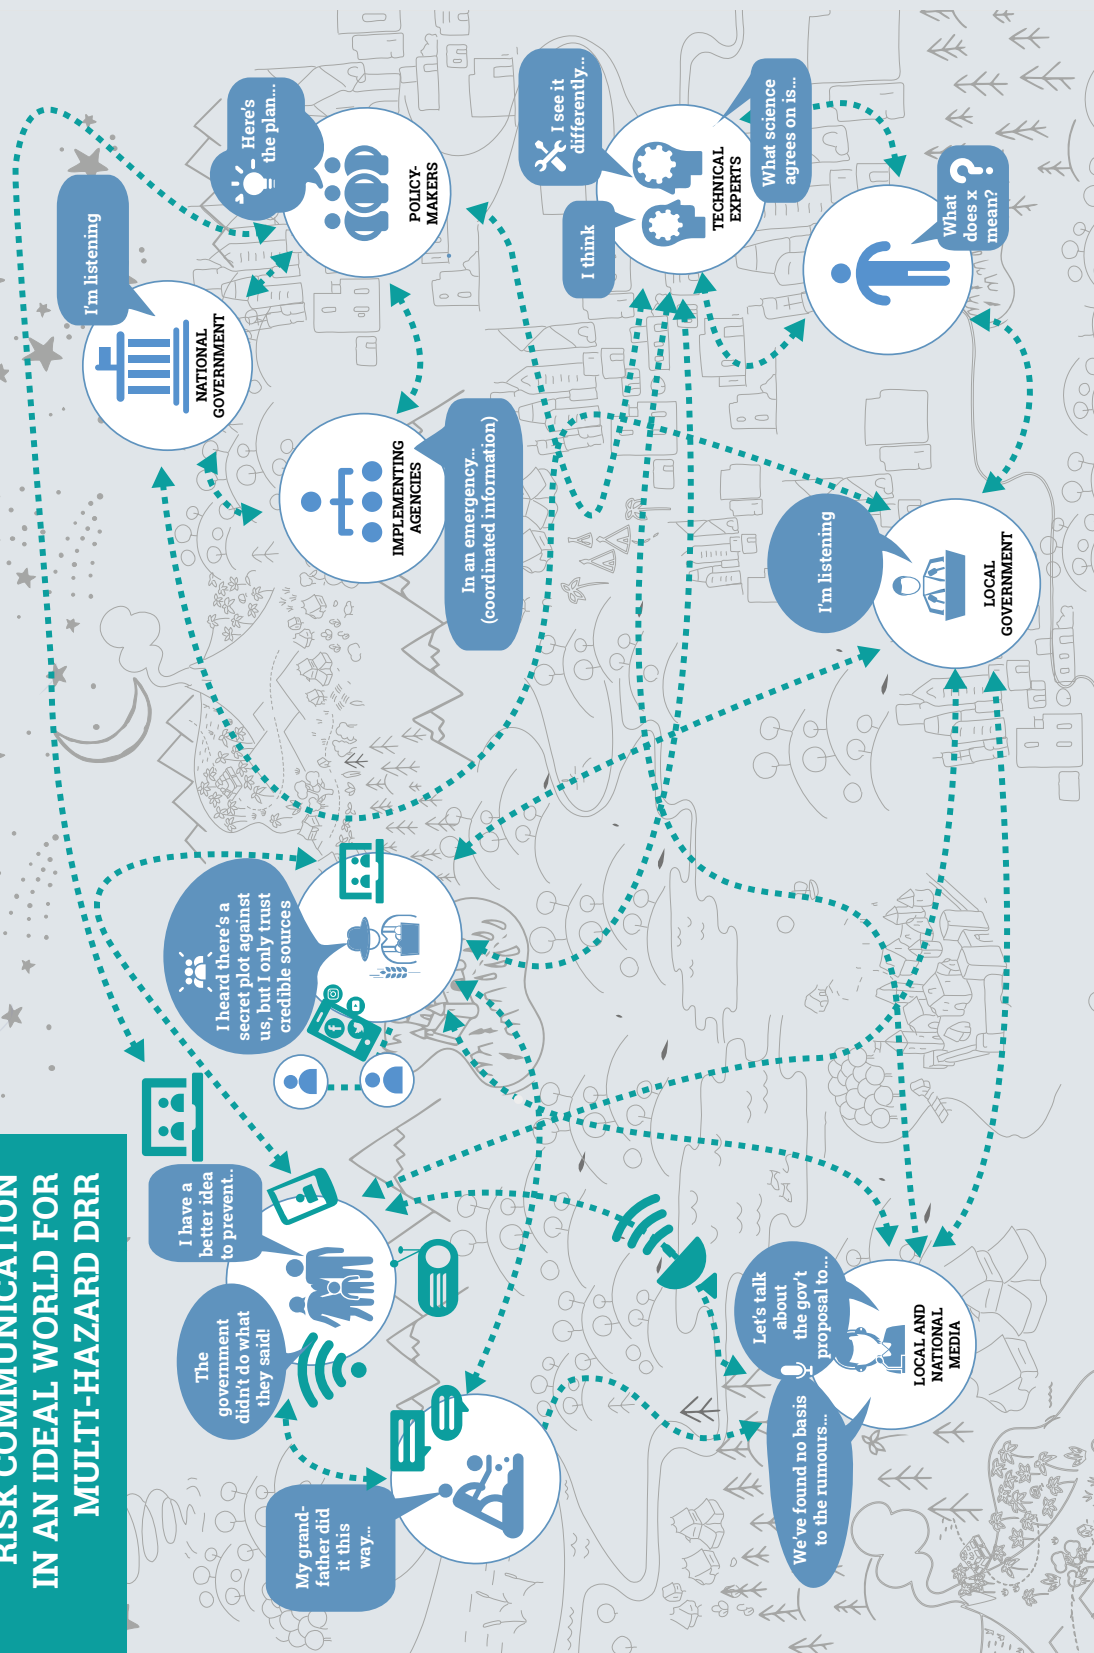 RISK COMMUNICATION
IN AN IDEAL WORLD FOR
MULTI-HAZARD DRR
I have a
better idea
to prevent..
The
government
didn't do what
they said!
My grand-
father did
it this
way...
I heard there's a
secret plot against
us, but I only trust
credible sources
I'm listening
NATIONAL
GOVERNMENT
Here's
the plan...
POLICY-
MAKERS
IMPLEMENTING
AGENCIES
In an emergency...
(coordinated information)
I see it
differently...
I think
TECHNICAL
EXPERTS
What science
agrees on is...
What
does x
mean?
I'm listening
LOCAL
GOVERNMENT
Let's talk
about
the gov't
proposal to...
We've found no basis
to the rumours...
LOCAL AND
NATIONAL
MEDIA